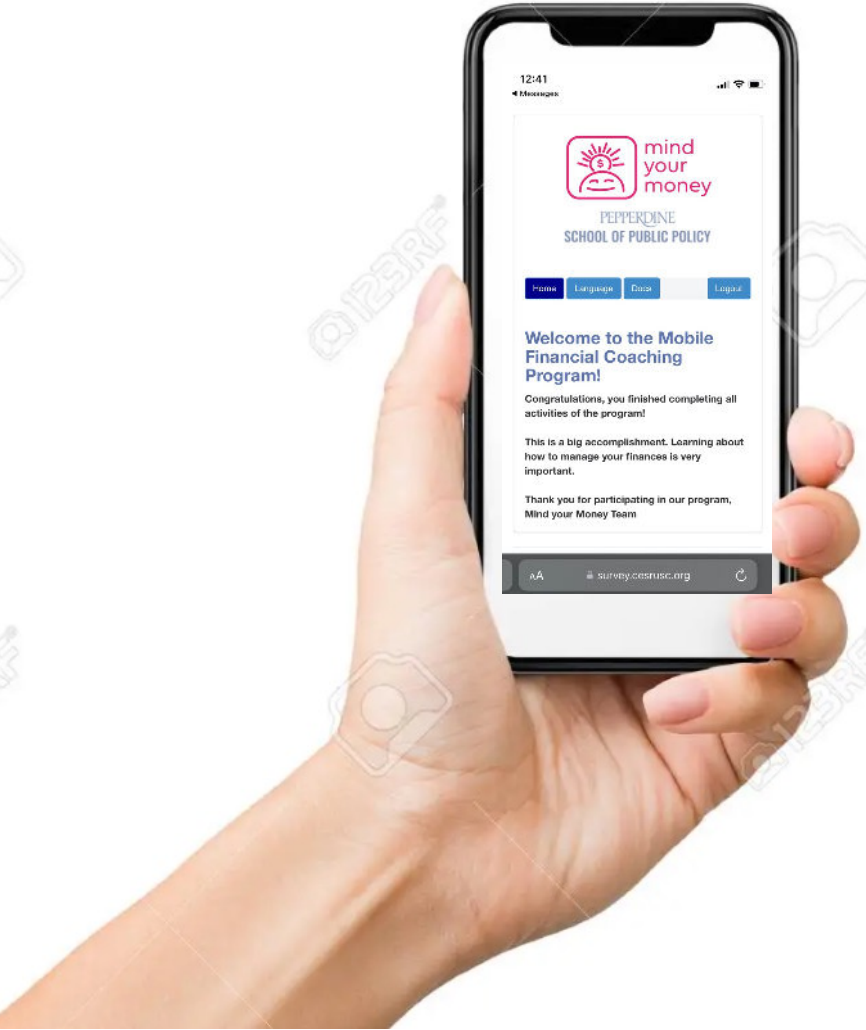 12:41
Messages
mind
your
money
PEPPERDINE
SCHOOL OF PUBLIC POLICY
Home Language Docs Logout
Welcome to the Mobile
Financial Coaching
Program!
Congratulations, you finished completing all
activities of the program!
This is a big accomplishment. Learning about
how to manage your finances is very
important.
Thank you for participating in our program,
Mind your Money Team
AA survey.cesrusc.org
123RF
123RF